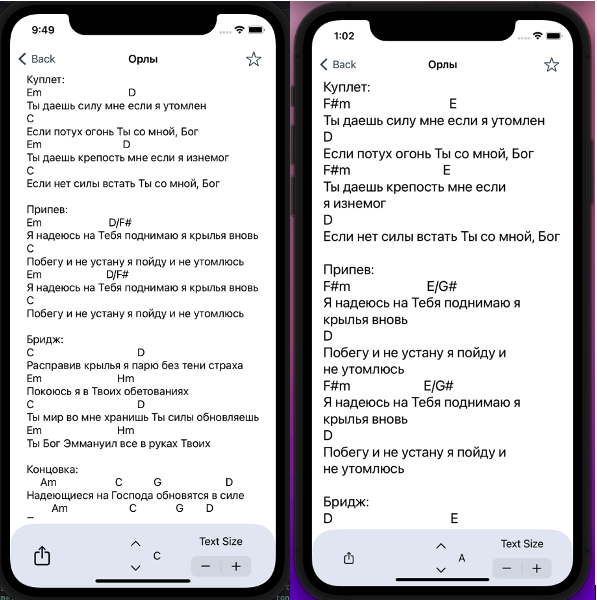 9:49
Back
Орлы
Куплет:
Em D
Ты даешь силу мне если я утомлен
C
Если потух огонь Ты со мной, Бог
Em D
Ты даешь крепость мне если я изнемог
C
Если нет силы встать Ты со мной, Бог
Припев:
Em D/F#
Я надеюсь на Тебя поднимаю я крылья вновь
C
Побегу и не устану я пойду и не утомлюсь
Em D/F#
Я надеюсь на Тебя поднимаю я крылья вновь
C
Побегу и не устану я пойду и не утомлюсь
Бридж:
C D
Расправив крылья я парю без тени страха
Em Hm
Покоюсь я в Твоих обетованиях
C D
Ты мир во мне хранишь Ты силы обновляешь
Em Hm
Ты Бог Эммануил все в руках Твоих
Концовка:
Am C G D
Надеющиеся на Господа обновятся в силе
Am C G D
Text Size
C
− +
1:02
Back
Орлы
Куплет:
F#m E
Ты даешь силу мне если я утомлен
D
Если потух огонь Ты со мной, Бог
F#m E
Ты даешь крепость мне если
я изнемог
D
Если нет силы встать Ты со мной, Бог
Припев:
F#m E/G#
Я надеюсь на Тебя поднимаю я
крылья вновь
D
Побегу и не устану я пойду и
не утомлюсь
F#m E/G#
Я надеюсь на Тебя поднимаю я
крылья вновь
D
Побегу и не устану я пойду и
не утомлюсь
Бридж:
D E
Text Size
A
− +